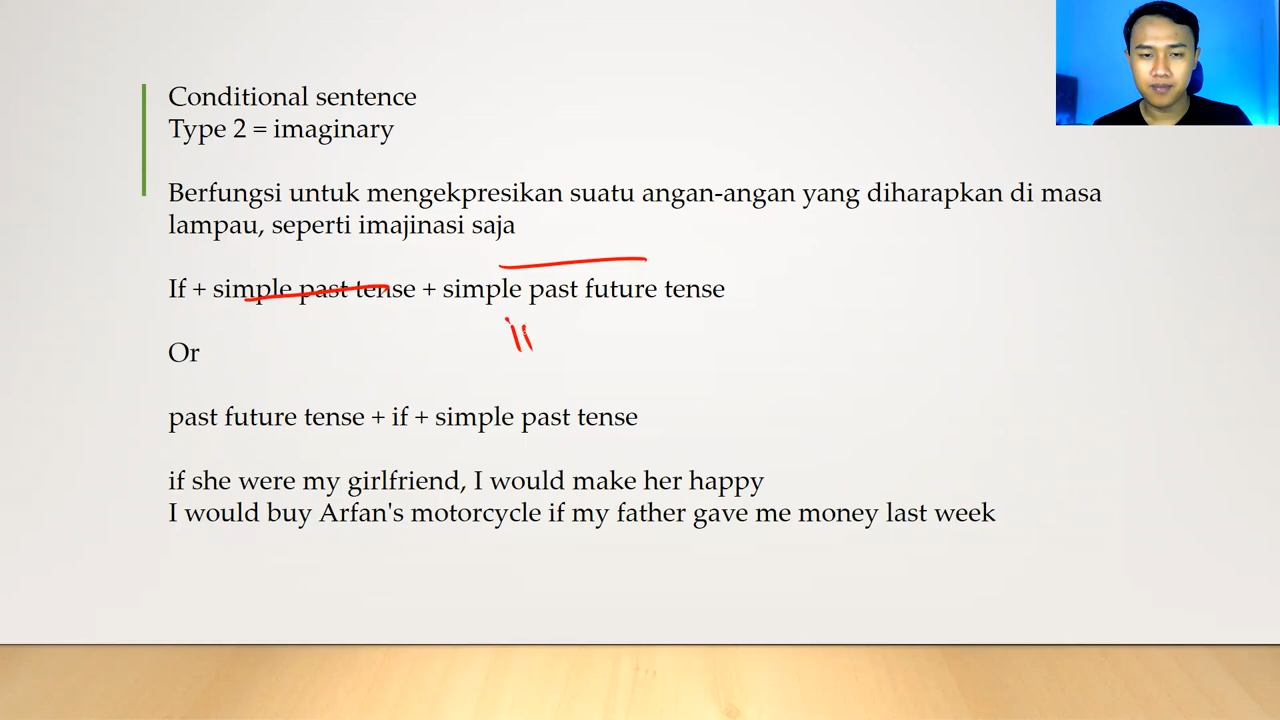 Conditional sentence
Type 2 = imaginary
Berfungsi untuk mengekpresikan suatu angan-angan yang diharapkan di masa
lampau, seperti imajinasi saja
If + simple past tense + simple past future tense
Or
past future tense + if + simple past tense
if she were my girlfriend, I would make her happy
I would buy Arfan's motorcycle if my father gave me money last week